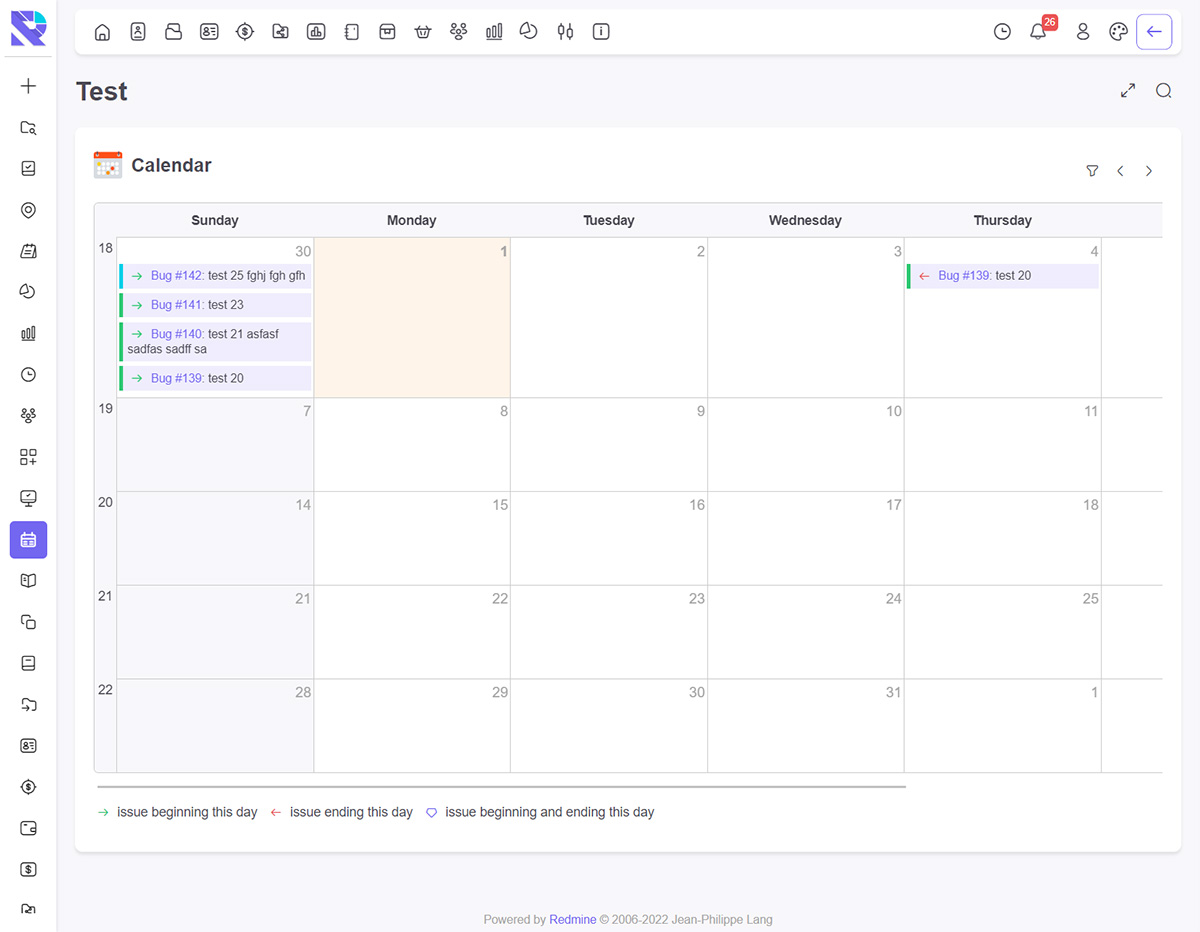 26
Test
Calendar
Sunday Monday Tuesday Wednesday Thursday
18 30 1 2 3 4
Bug #142: test 25 fghj fgh gfh
Bug #139: test 20
Bug #141: test 23
Bug #140: test 21 asfasf
sadfas sadff sa
Bug #139: test 20
19 7 8 9 10 11
20 14 15 16 17 18
21 21 22 23 24 25
22 28 29 30 31 1
issue beginning this day issue ending this day issue beginning and ending this day
Powered by Redmine © 2006-2022 Jean-Philippe Lang